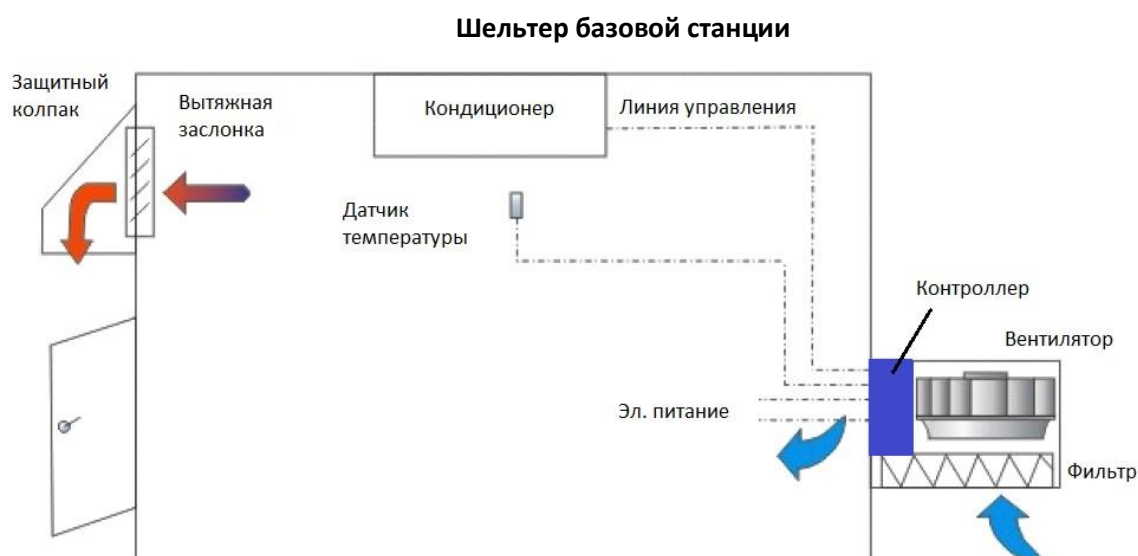 Шельтер базовой станции
Защитный
колпак
Вытяжная
заслонка
Кондиционер
Линия управления
Датчик
температуры
Контроллер
Вентилятор
Эл. питание
Фильтр